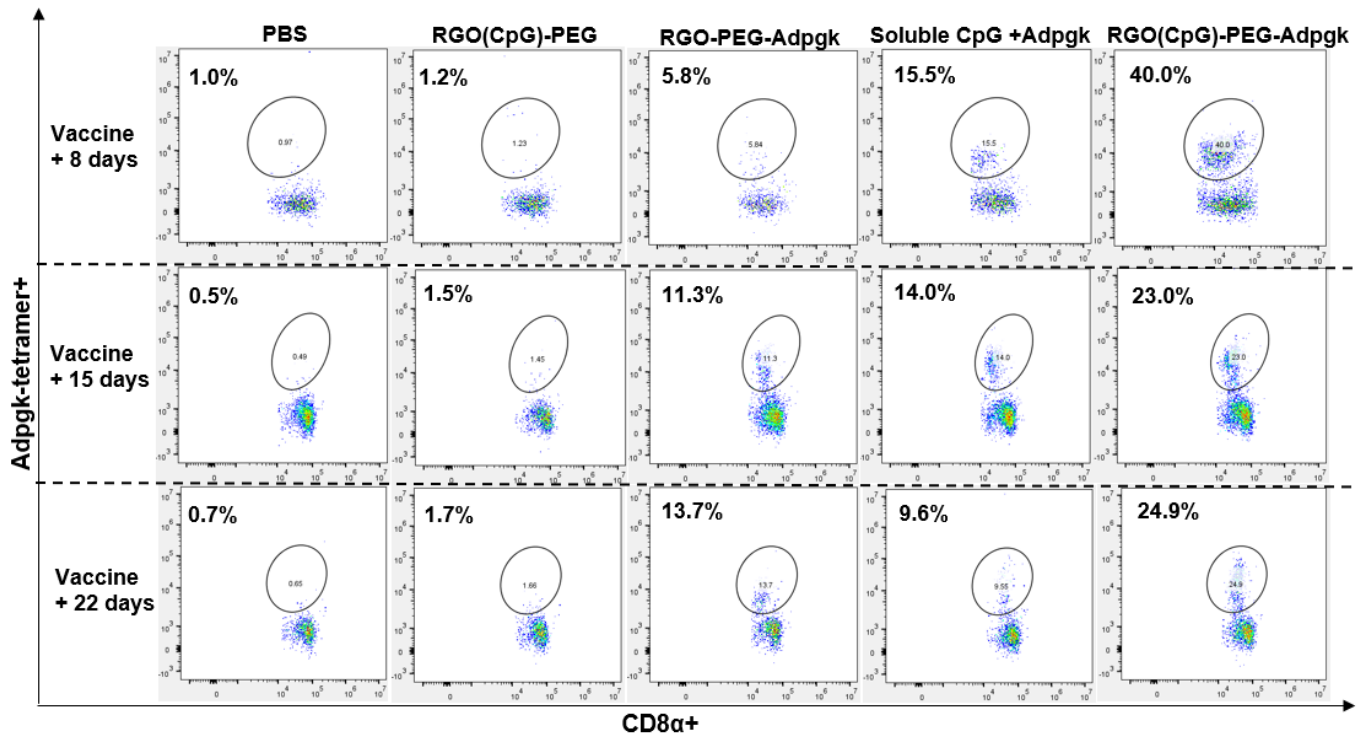 PBS
RGO(CpG)-PEG
RGO-PEG-Adpgk
Soluble CpG +Adpgk
RGO(CpG)-PEG-Adpgk
Vaccine
+ 8 days
1.0%
0.97
1.2%
1.23
5.8%
5.84
15.5%
15.5
40.0%
40.0
Vaccine
+ 15 days
0.5%
0.49
1.5%
1.45
11.3%
11.3
14.0%
14.0
23.0%
23.0
Vaccine
+ 22 days
0.7%
0.65
1.7%
1.66
13.7%
13.7
9.6%
9.55
24.9%
24.9
Adpgk-tetramer+
CD8α+